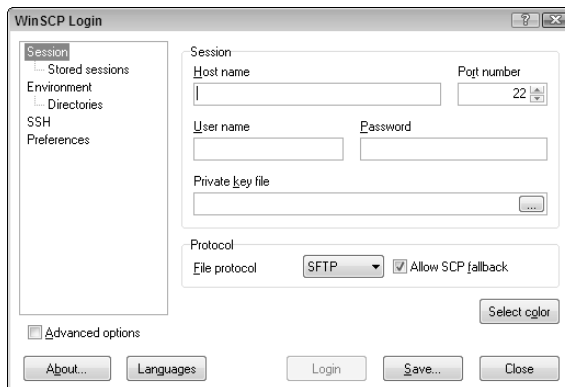 WinSCP Login
Session
Stored sessions
Environment
Directories
SSH
Preferences
Session
Host name
Port number
22
User name
Password
Private key file
...
Protocol
File protocol
SFTP
Allow SCP fallback
Select color
Advanced options
About...
Languages
Login
Save...
Close